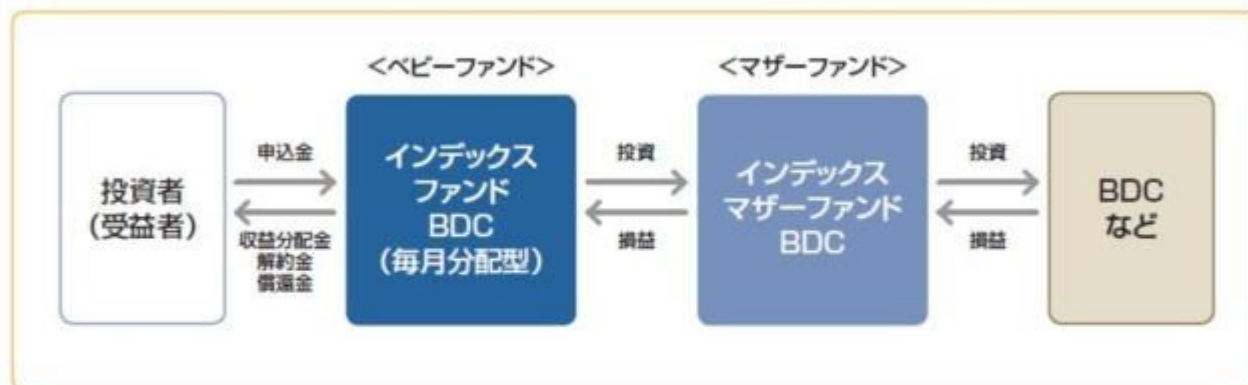 <ベビーファンド>
<マザーファンド>
投資者
(受益者)
申込金
収益分配金
解約金
償還金
インデックス
ファンド
BDC
(毎月分配型)
投資
損益
インデックス
マザーファンド
BDC
投資
損益
BDC
など